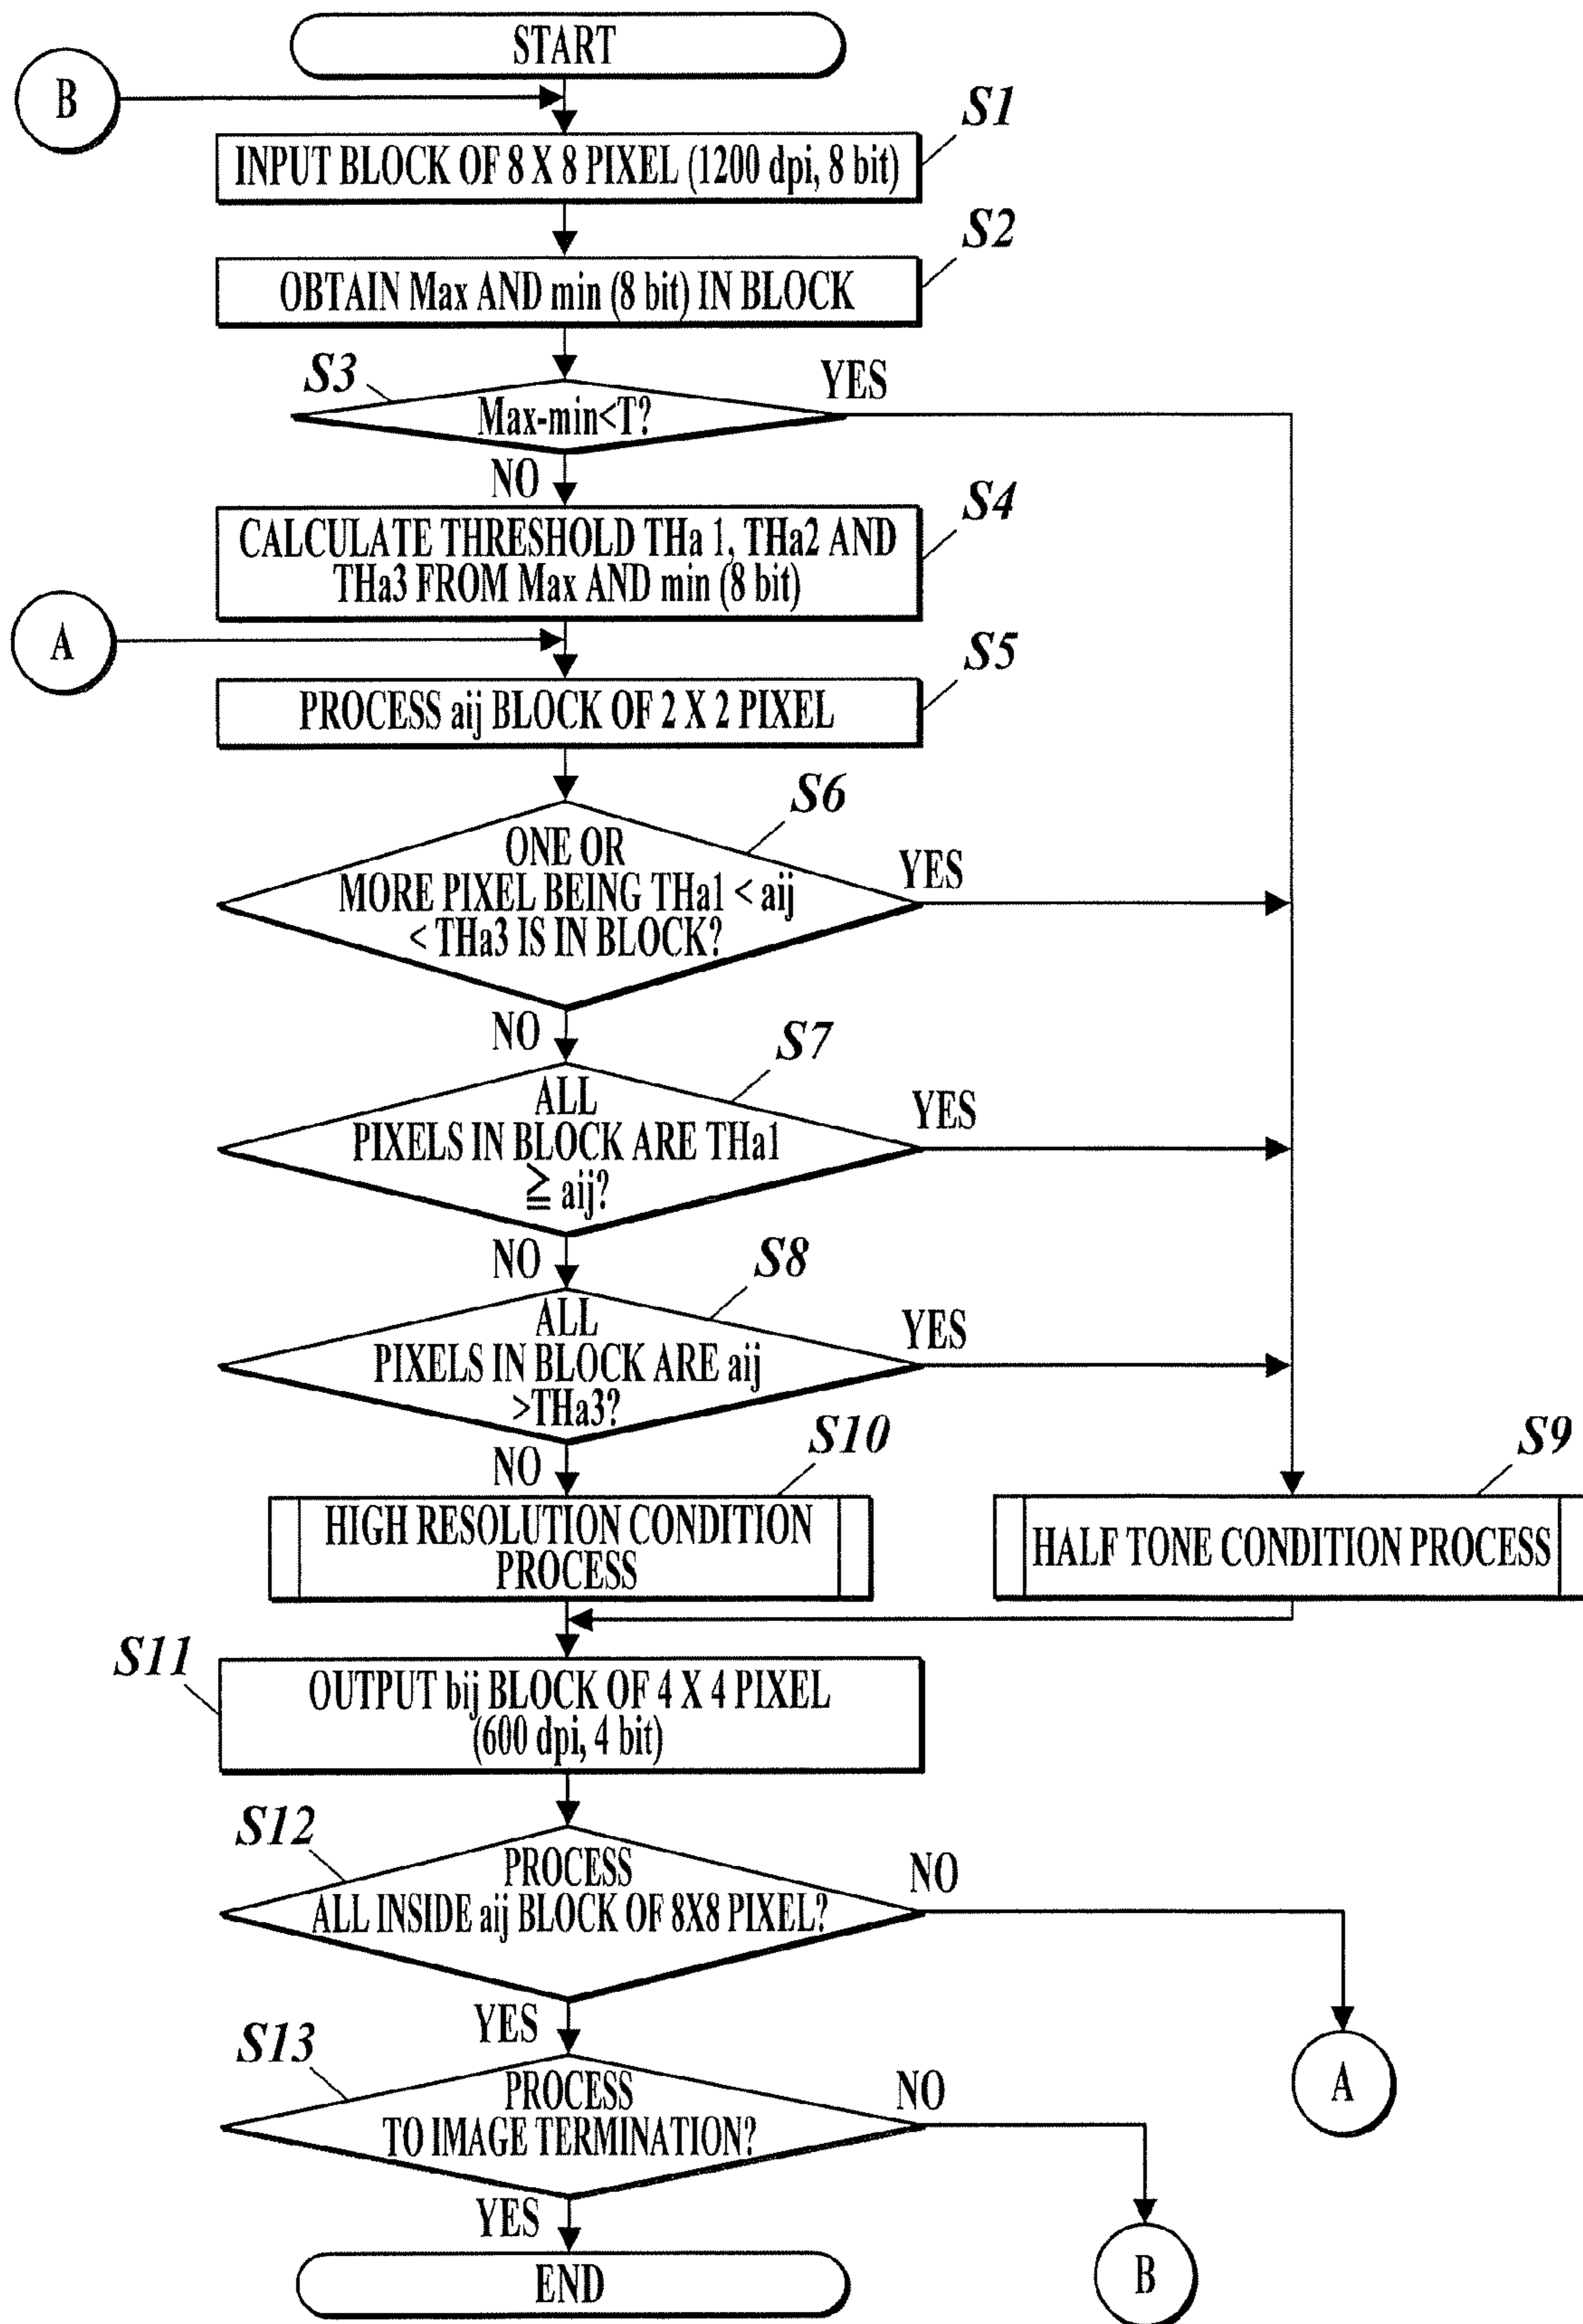 START
B
S1
INPUT BLOCK OF 8 X 8 PIXEL (1200 dpi, 8 bit)
S2
OBTAIN Max AND min (8 bit) IN BLOCK
S3
YES
Max-min<T?
NO
S4
CALCULATE THRESHOLD THa 1, THa2 AND
THa3 FROM Max AND min (8 bit)
A
S5
PROCESS aij BLOCK OF 2 X 2 PIXEL
S6
ONE OR
MORE PIXEL BEING THa1 < aij
< THa3 IS IN BLOCK?
YES
NO
S7
ALL
PIXELS IN BLOCK ARE THa1
≧ aij?
YES
NO
S8
ALL
PIXELS IN BLOCK ARE aij
>THa3?
YES
NO
S10
HIGH RESOLUTION CONDITION
PROCESS
S9
HALF TONE CONDITION PROCESS
S11
OUTPUT bij BLOCK OF 4 X 4 PIXEL
(600 dpi, 4 bit)
S12
PROCESS
ALL INSIDE aij BLOCK OF 8X8 PIXEL?
NO
A
YES
S13
PROCESS
TO IMAGE TERMINATION?
NO
B
YES
END